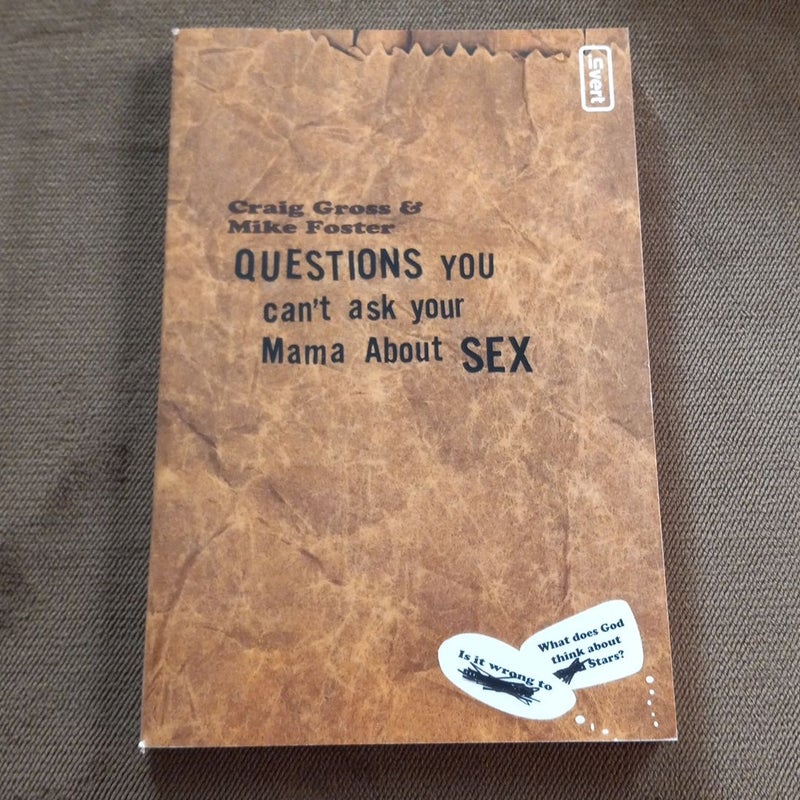 invert
Craig Gross &
Mike Foster
QUESTIONS YOU
can't ask your
Mama About SEX
What does God
think about
Stars?
Is it wrong to